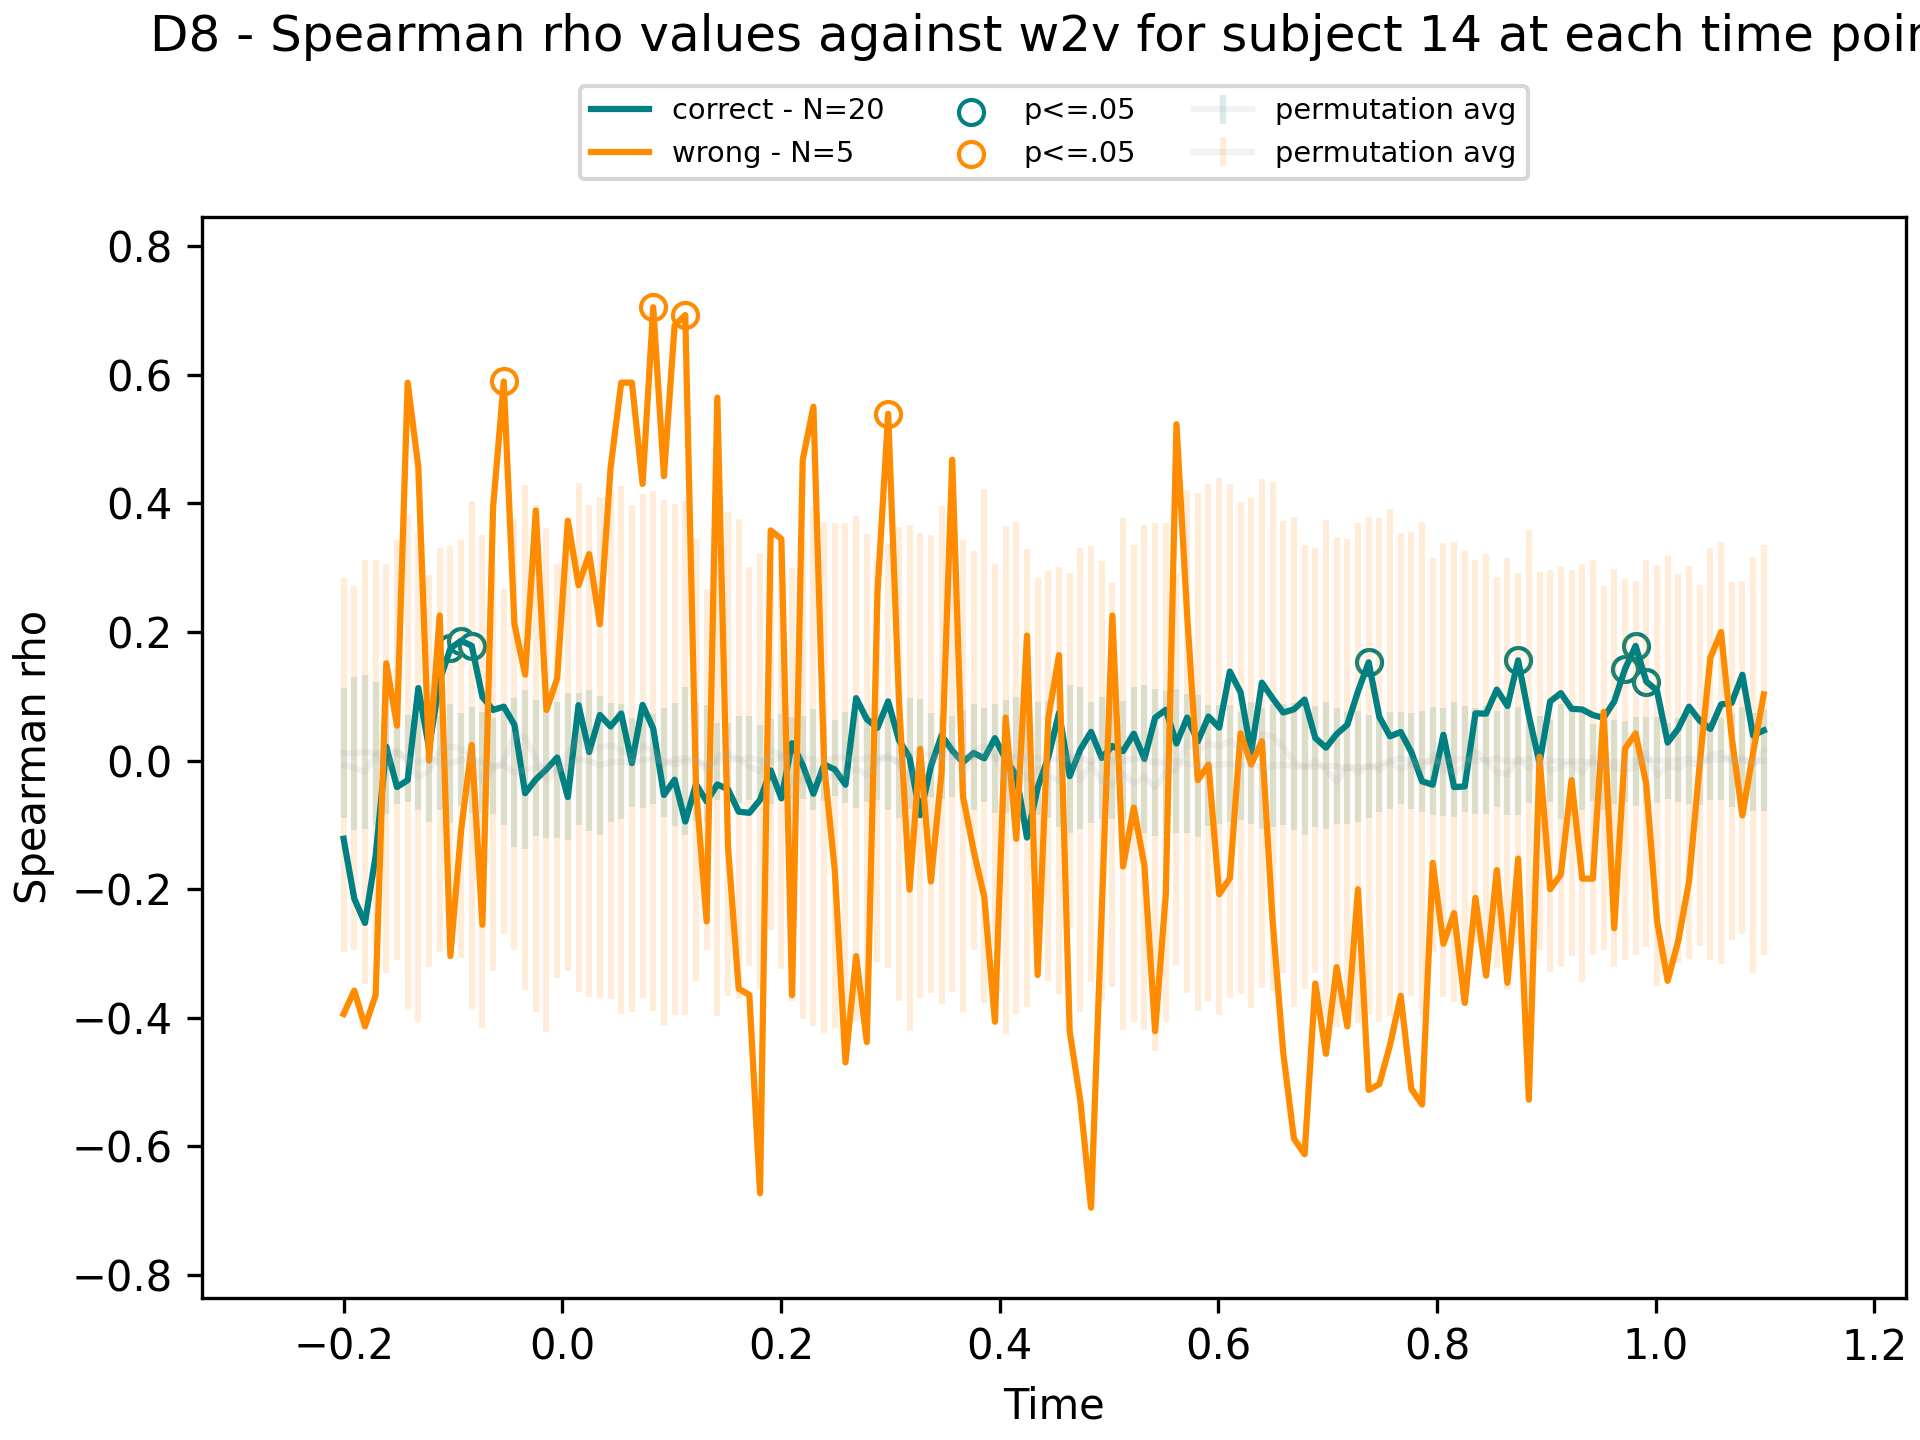 D8 - Spearman rho values against w2v for subject 14 at each time
correct - N=20
wrong - N=5
p<=.05
p<=.05
permutation avg
permutation avg
Spearman rho
0.8
0.6
0.4
0.2
0.0
−0.2
−0.4
−0.6
−0.8
−0.2 0.0 0.2 0.4 0.6 0.8 1.0 1.2
Time